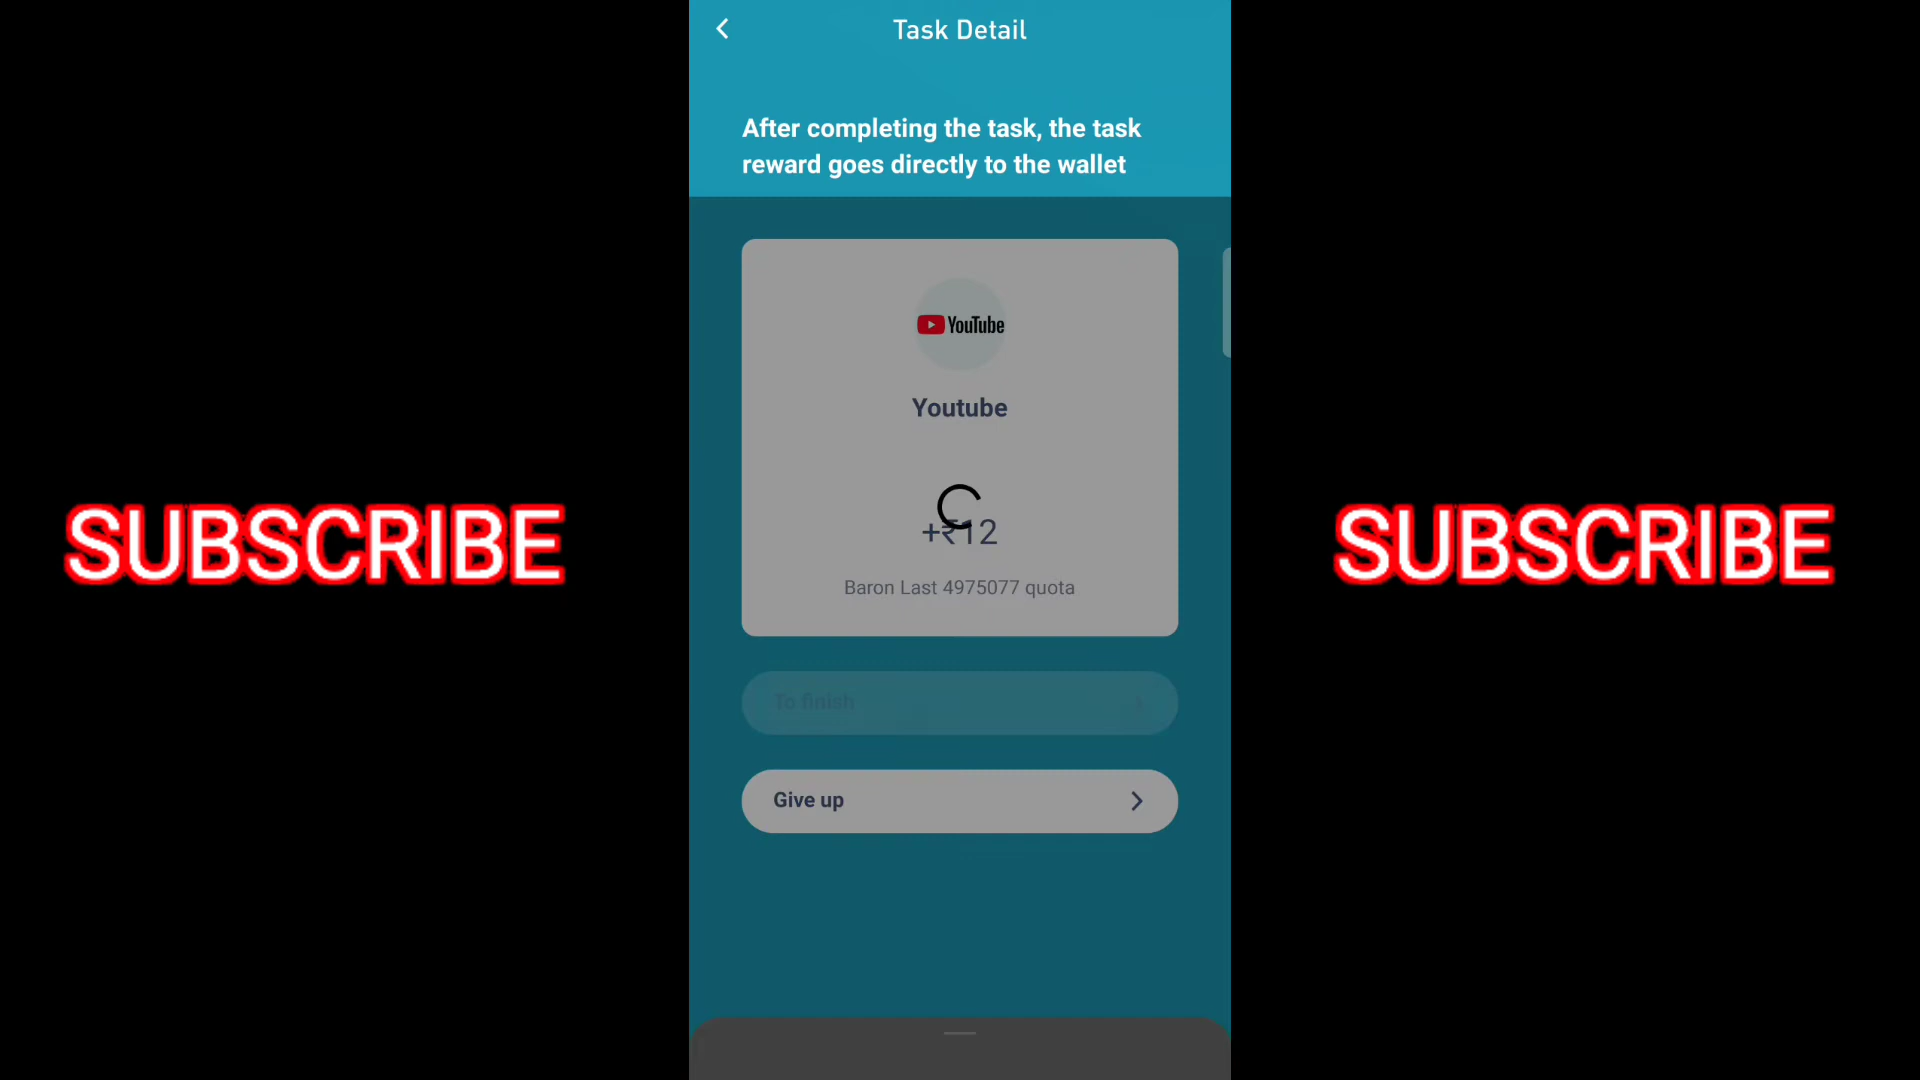 Task Detail
After completing the task, the task
reward goes directly to the wallet
YouTube
Youtube
+₹12
Baron Last 4975077 quota
To finish
Give up
SUBSCRIBE
SUBSCRIBE